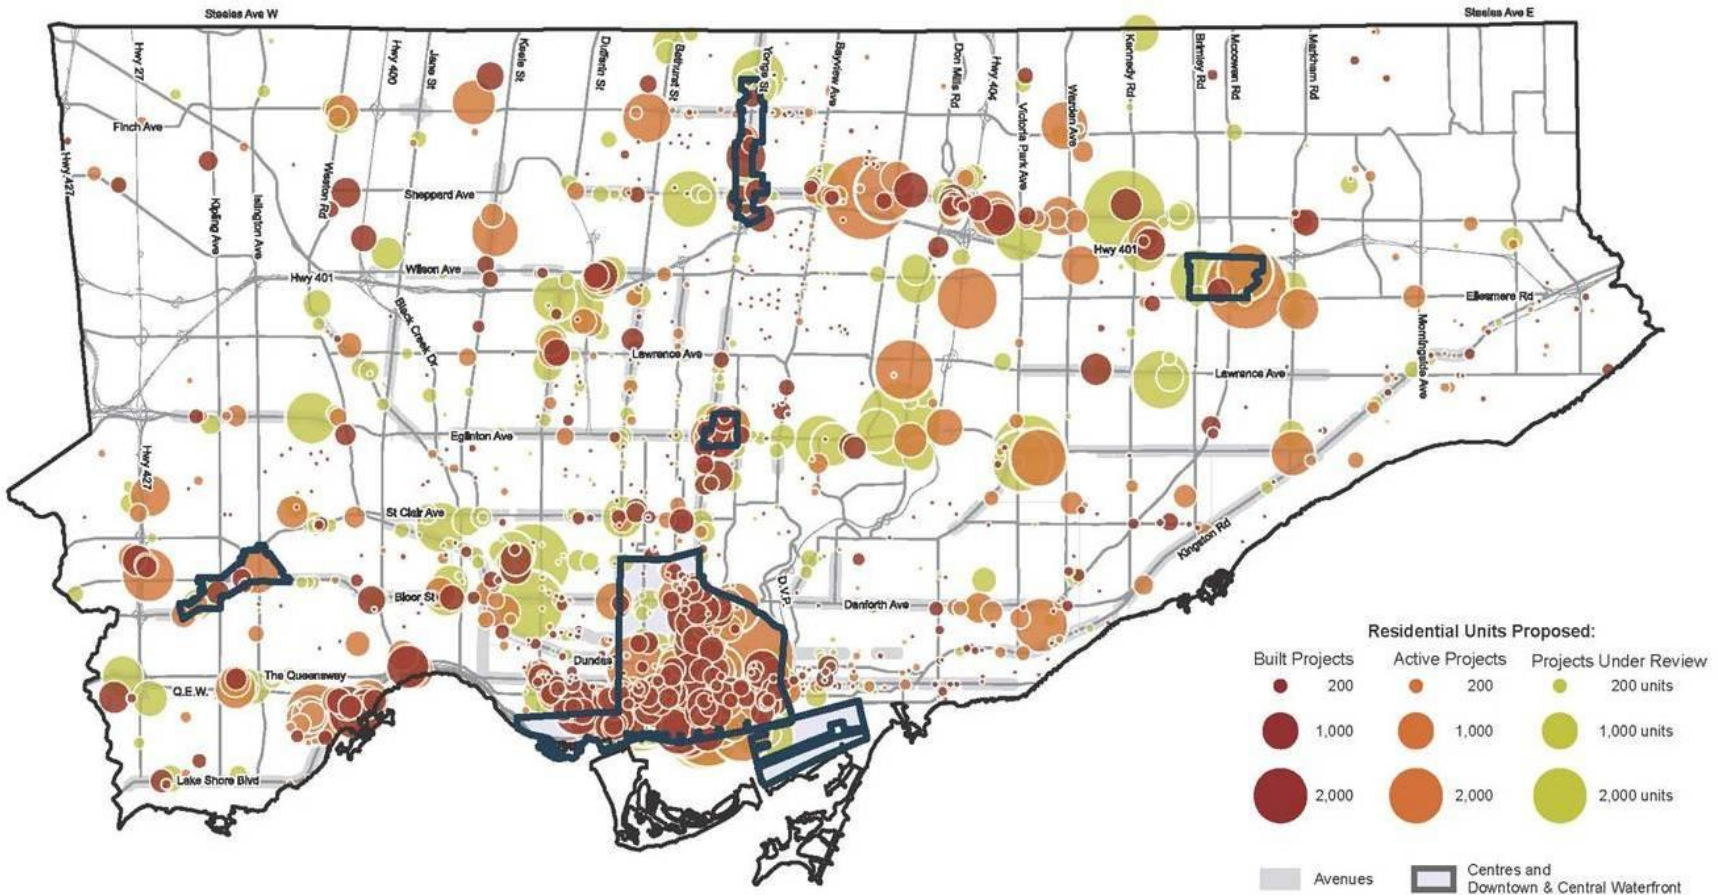 Steeles Ave W
Steeles Ave E
Hwy 27
Hwy 400
Jane St
Keele St
Dufferin St
Bathurst St
Yonge St
Bayview Ave
Don Mills Rd
Hwy 404
Victoria Park Ave
Warden Ave
Kennedy Rd
Brimley Rd
Mccowan Rd
Markham Rd
Finch Ave
Hwy 427
Weston Rd
Sheppard Ave
Kipling Ave
Islington Ave
Hwy 401
Hwy 401
Wilson Ave
Black Creek Dr
Ellesmere Rd
Morningside Ave
Lawrence Ave
Lawrence Ave
Eglinton Ave
Hwy 427
St Clair Ave
Kingston Rd
Bloor St
D.V.P.
Danforth Ave
Dundas
The Queensway
Q.E.W.
Lake Shore Blvd
Residential Units Proposed:
Built Projects Active Projects Projects Under Review
200 200 200 units
1,000 1,000 1,000 units
2,000 2,000 2,000 units
Avenues
Centres and
Downtown & Central Waterfront